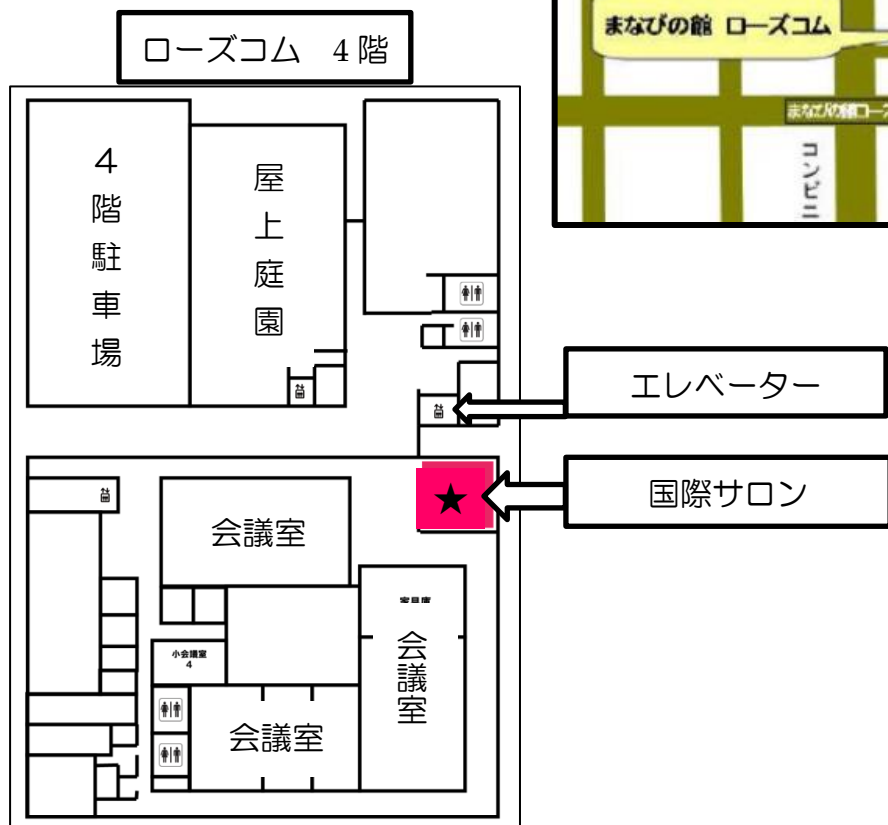 ローズコム 4階
まなびの館 ローズコム
まなびの館ローズ
コンビニ
4階駐車場
屋上庭園
エレベーター
国際サロン
★
会議室
家具庫
会議室
小会議室
4
会議室